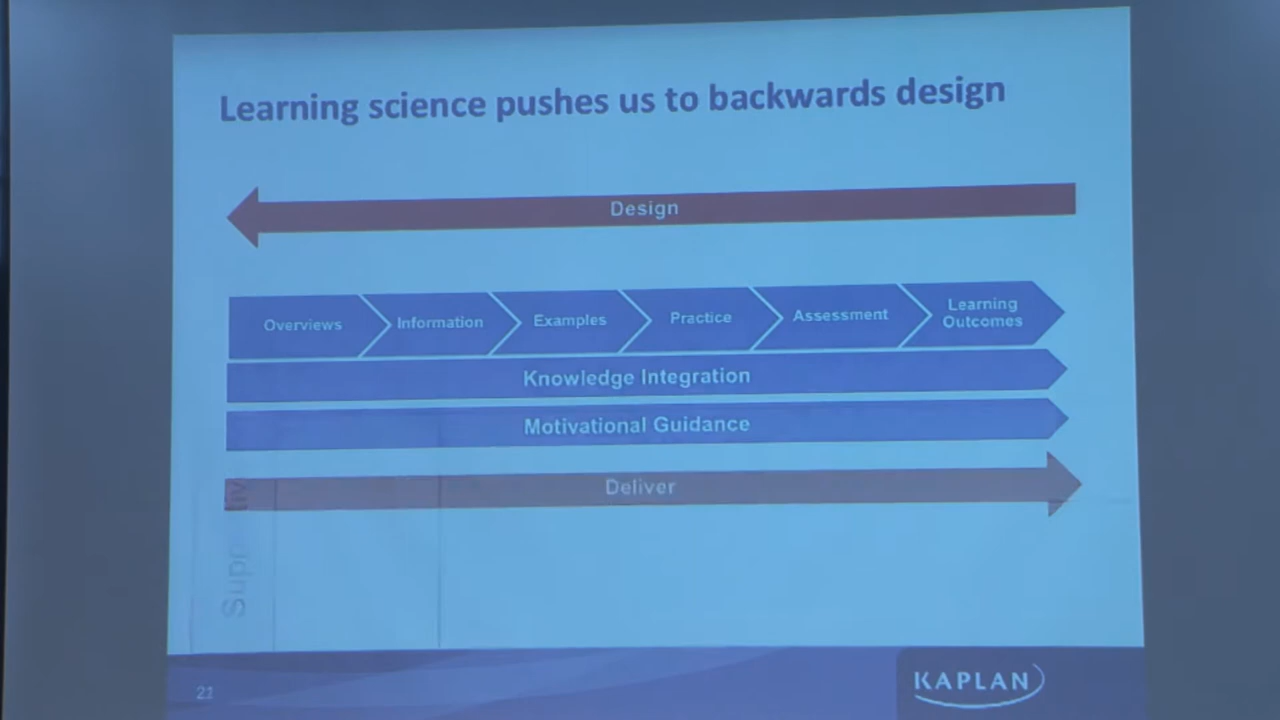 Learning science pushes us to backwards design
Design
Overviews
Information
Examples
Practice
Assessment
Learning
Outcomes
Knowledge Integration
Motivational Guidance
Deliver
KAPLAN